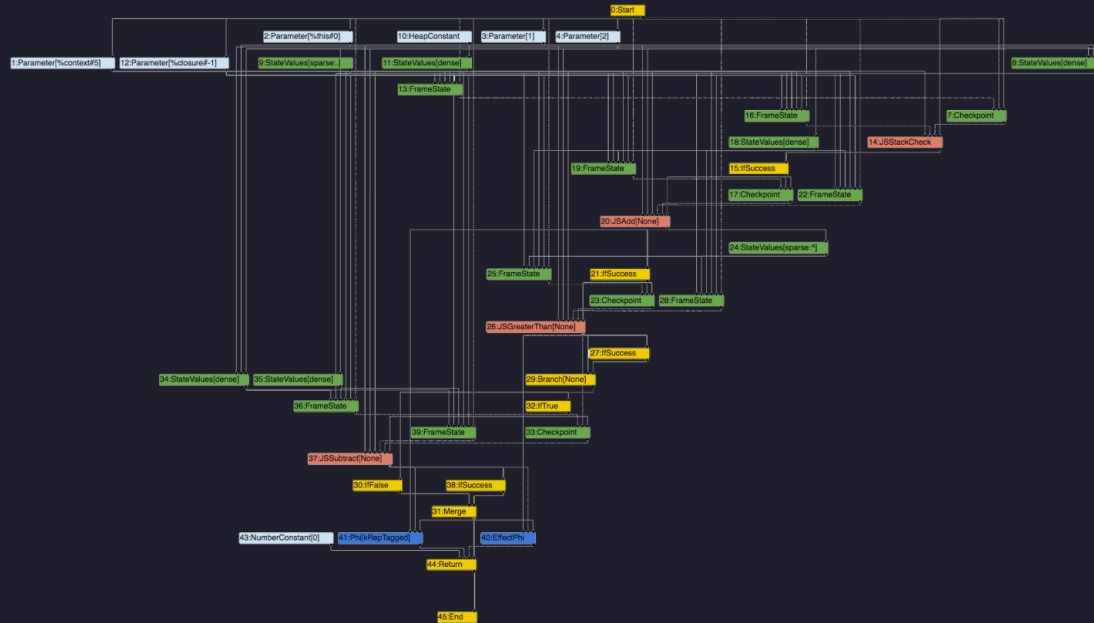 0:Start
2:Parameter[%this#0]
10:HeapConstant
3:Parameter[1]
4:Parameter[2]
1:Parameter[%context#5]
12:Parameter[%closure#-1]
9:StateValues[sparse:.]
11:StateValues[dense]
8:StateValues[dense]
13:FrameState
16:FrameState
7:Checkpoint
18:StateValues[dense]
14:JSStackCheck
19:FrameState
15:IfSuccess
17:Checkpoint
22:FrameState
20:JSAdd[None]
24:StateValues[sparse:^]
25:FrameState
21:IfSuccess
23:Checkpoint
28:FrameState
26:JSGreaterThan[None]
27:IfSuccess
34:StateValues[dense]
35:StateValues[dense]
29:Branch[None]
36:FrameState
32:IfTrue
39:FrameState
33:Checkpoint
37:JSSubtract[None]
30:IfFalse
38:IfSuccess
31:Merge
43:NumberConstant[0]
41:Phi[kRepTagged]
40:EffectPhi
44:Return
45:End